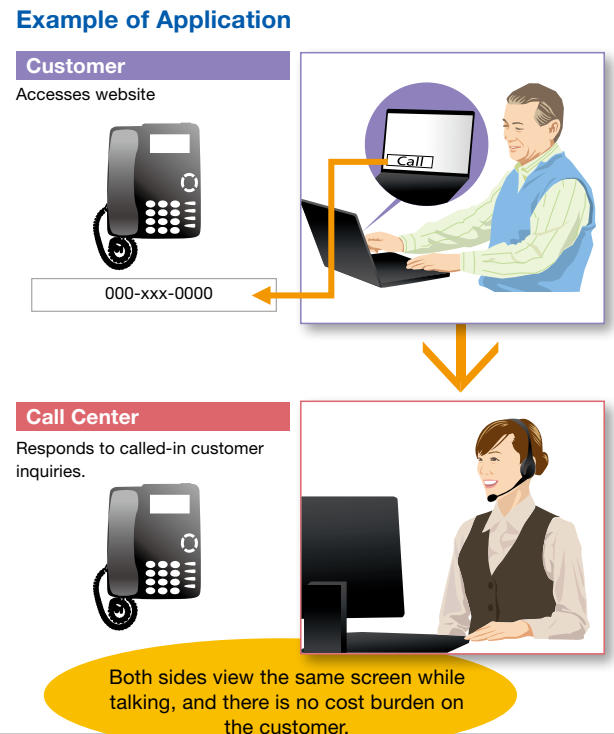 Example of Application
Customer
Accesses website
Call
000-xxx-0000
Call Center
Responds to called-in customer
inquiries.
Both sides view the same screen while
talking, and there is no cost burden on
the customer.